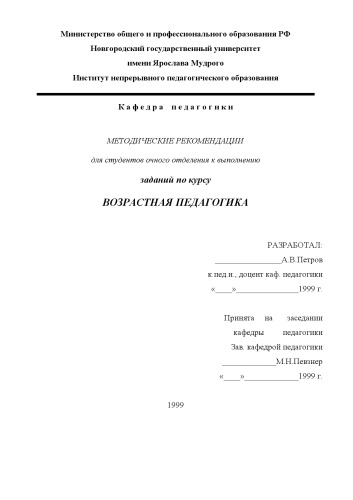 Министерство общего и профессионального образования РФ
Новгородский государственный университет
имени Ярослава Мудрого
Институт непрерывного педагогического образования
Кафедра педагогики
МЕТОДИЧЕСКИЕ РЕКОМЕНДАЦИИ
для студентов очного отделения к выполнению
заданий по курсу
ВОЗРАСТНАЯ ПЕДАГОГИКА
РАЗРАБОТАЛ:
________________А.В.Петров
к.пед.н., доцент каф. педагогики
«____»_______________1999 г.
Принята на заседании
кафедры педагогики
Зав. кафедрой педагогики
_____________М.Н.Певзнер
«____»_____________1999 г.
1999